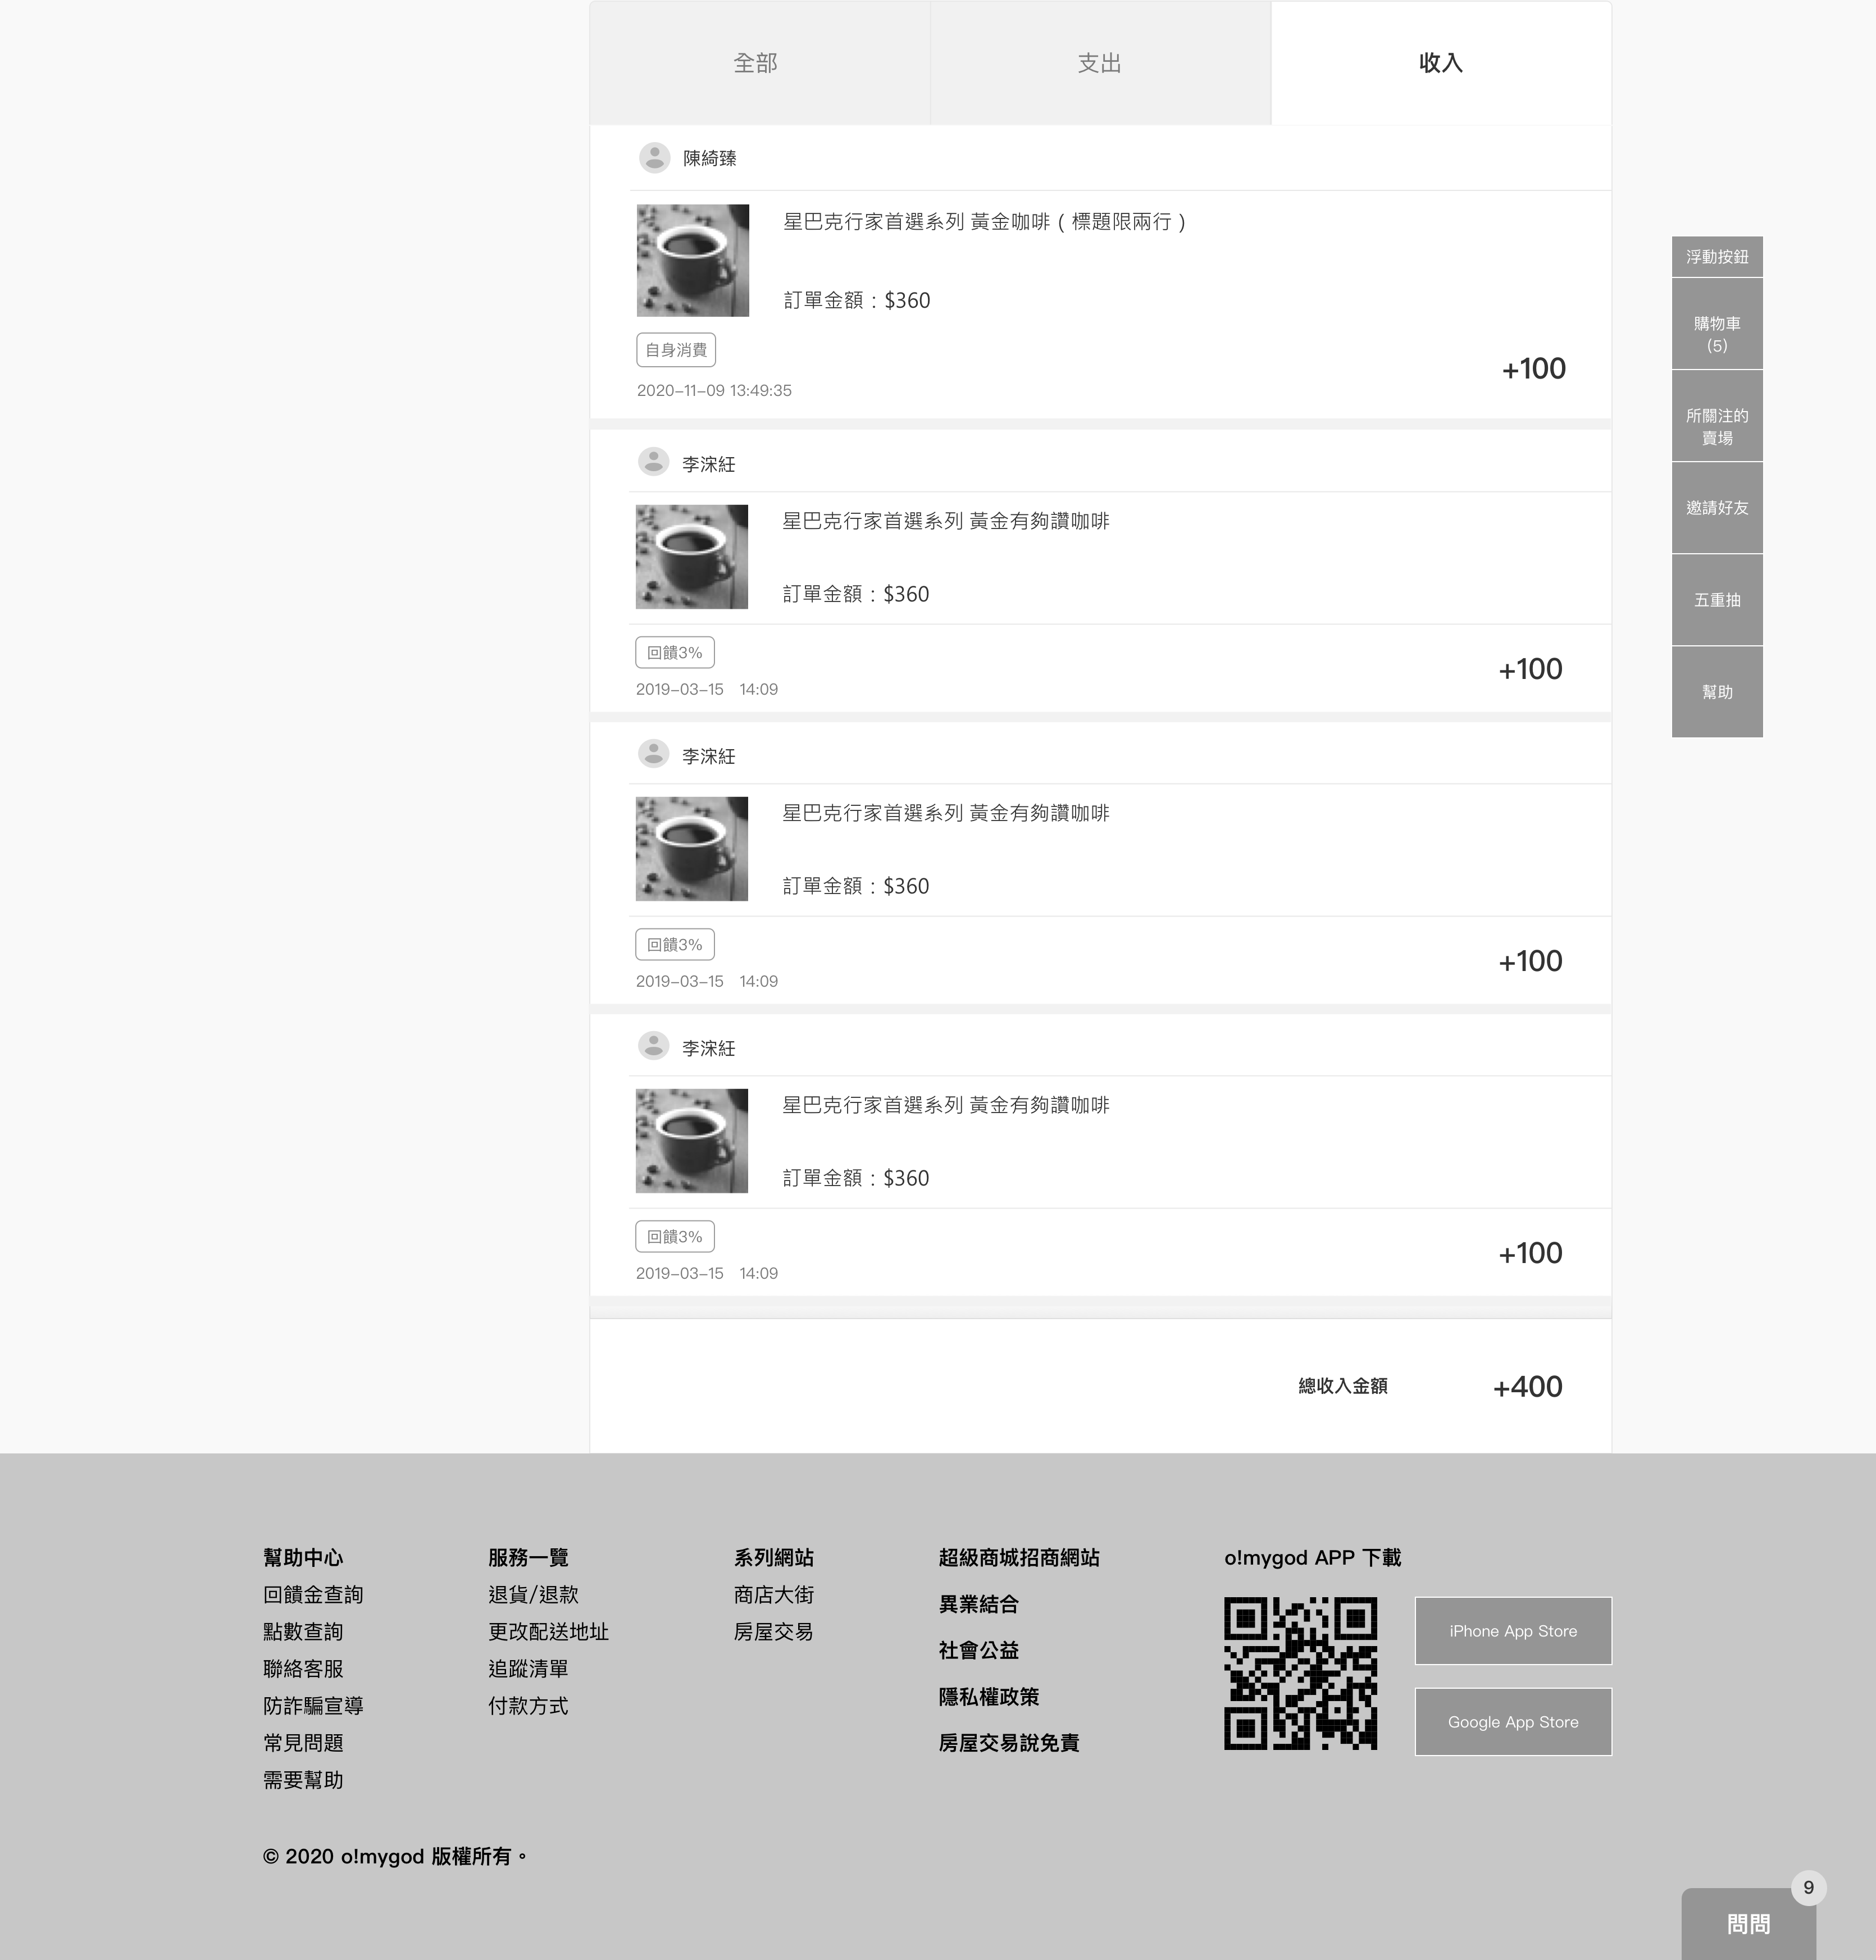 全部
支出
收入
陳綺臻
星巴克行家首選系列 黃金咖啡 ( 標題限兩行 )
訂單金額：$360
自身消費
2020-11-09 13:49:35
+100
李浨紝
星巴克行家首選系列 黃金有夠讚咖啡
訂單金額：$360
回饋3%
2019-03-15 14:09
+100
李浨紝
星巴克行家首選系列 黃金有夠讚咖啡
訂單金額：$360
回饋3%
2019-03-15 14:09
+100
李浨紝
星巴克行家首選系列 黃金有夠讚咖啡
訂單金額：$360
回饋3%
2019-03-15 14:09
+100
總收入金額
+400
浮動按鈕
購物車
(5)
所關注的
賣場
邀請好友
五重抽
幫助
幫助中心
回饋金查詢
點數查詢
聯絡客服
防詐騙宣導
常見問題
需要幫助
服務一覽
退貨/退款
更改配送地址
追蹤清單
付款方式
系列網站
商店大街
房屋交易
超級商城招商網站
異業結合
社會公益
隱私權政策
房屋交易說免責
o!mygod APP 下載
iPhone App Store
Google App Store
© 2020 o!mygod 版權所有。
9
問問